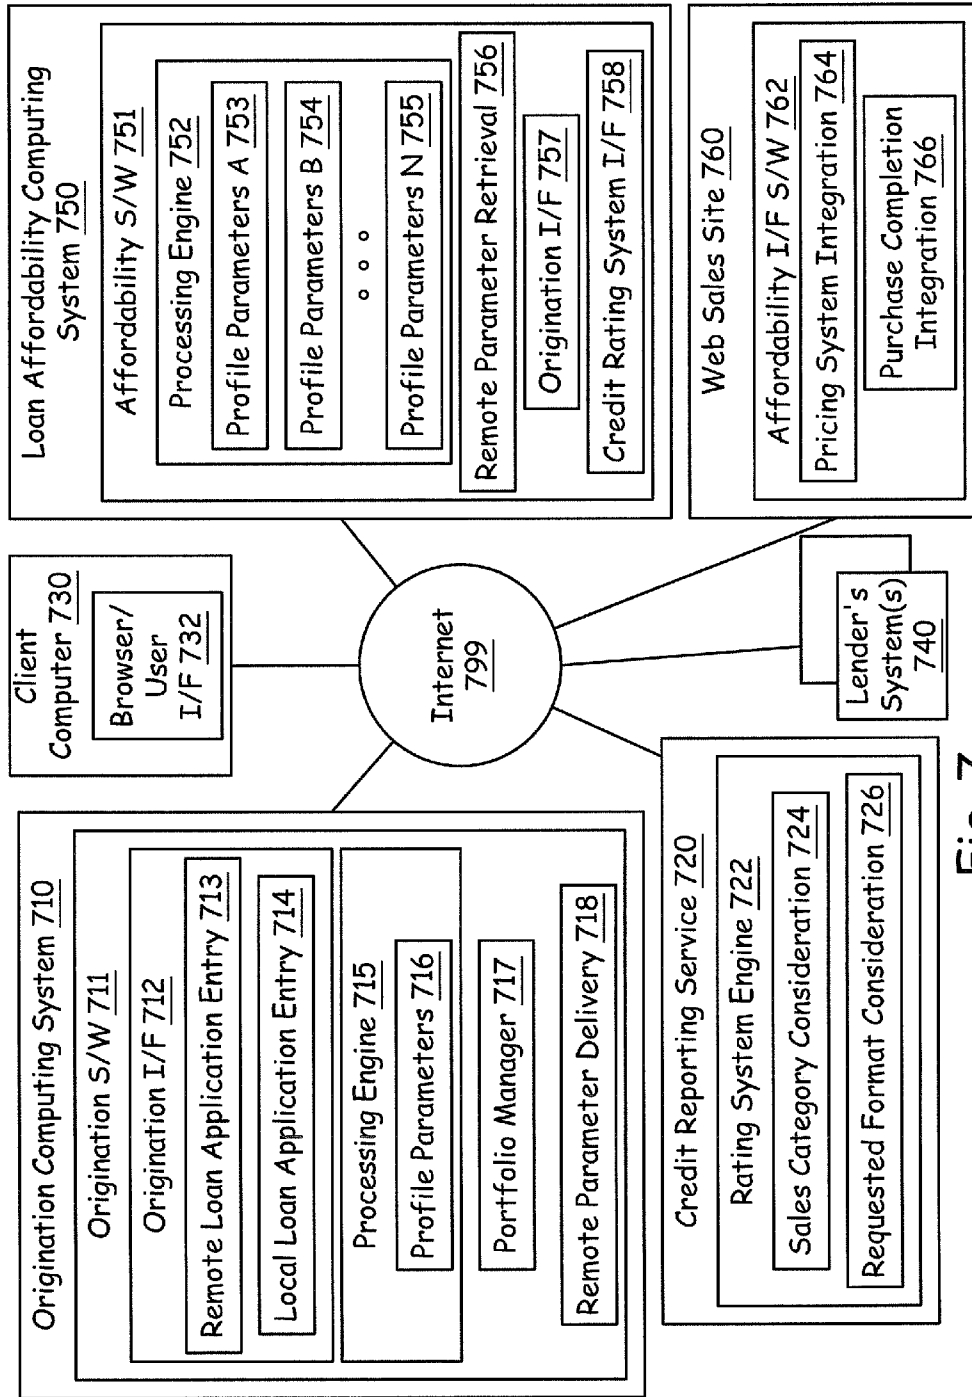 Origination Computing System 710
Origination S/W 711
Origination I/F 712
Remote Loan Application Entry 713
Local Loan Application Entry 714
Processing Engine 715
Profile Parameters 716
Portfolio Manager 717
Remote Parameter Delivery 718
Client
Computer 730
Browser/
User
I/F 732
Loan Affordability Computing
System 750
Affordability S/W 751
Processing Engine 752
Profile Parameters A 753
Profile Parameters B 754
Profile Parameters N 755
Remote Parameter Retrieval 756
Origination I/F 757
Credit Rating System I/F 758
Internet
799
Credit Reporting Service 720
Rating System Engine 722
Sales Category Consideration 724
Requested Format Consideration 726
Lender's
System(s)
740
Web Sales Site 760
Affordability I/F S/W 762
Pricing System Integration 764
Purchase Completion
Integration 766
Fig. 7